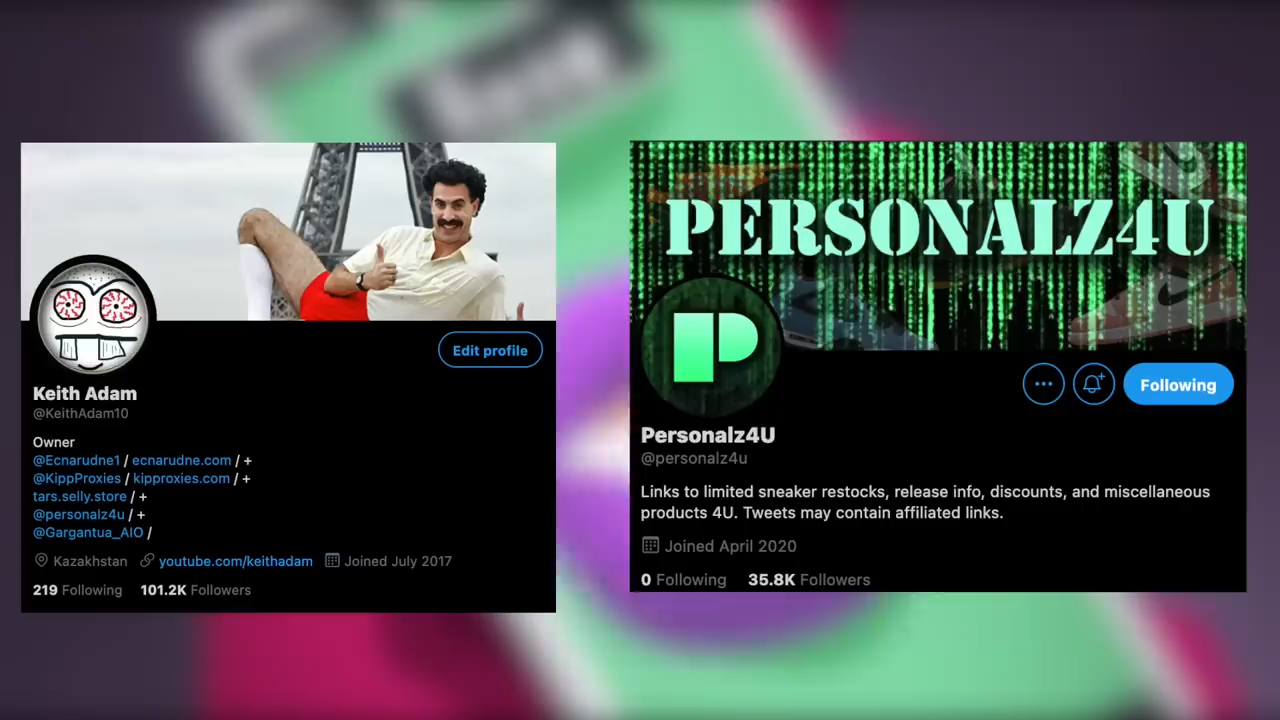 Keith Adam
@KeithAdam10
Edit profile
Owner
@Ecnarudne1 / ecnarudne.com / +
@KippProxies / kipproxies.com / +
tars.selly.store / +
@personalz4u / +
@Gargantua_AIO /
Kazakhstan youtube.com/keithadam Joined July 2017
219 Following 101.2K Followers
PERSONALZ4U
P
Following
Personalz4U
@personalz4u
Links to limited sneaker restocks, release info, discounts, and miscellaneous
products 4U. Tweets may contain affiliated links.
Joined April 2020
0 Following 35.8K Followers